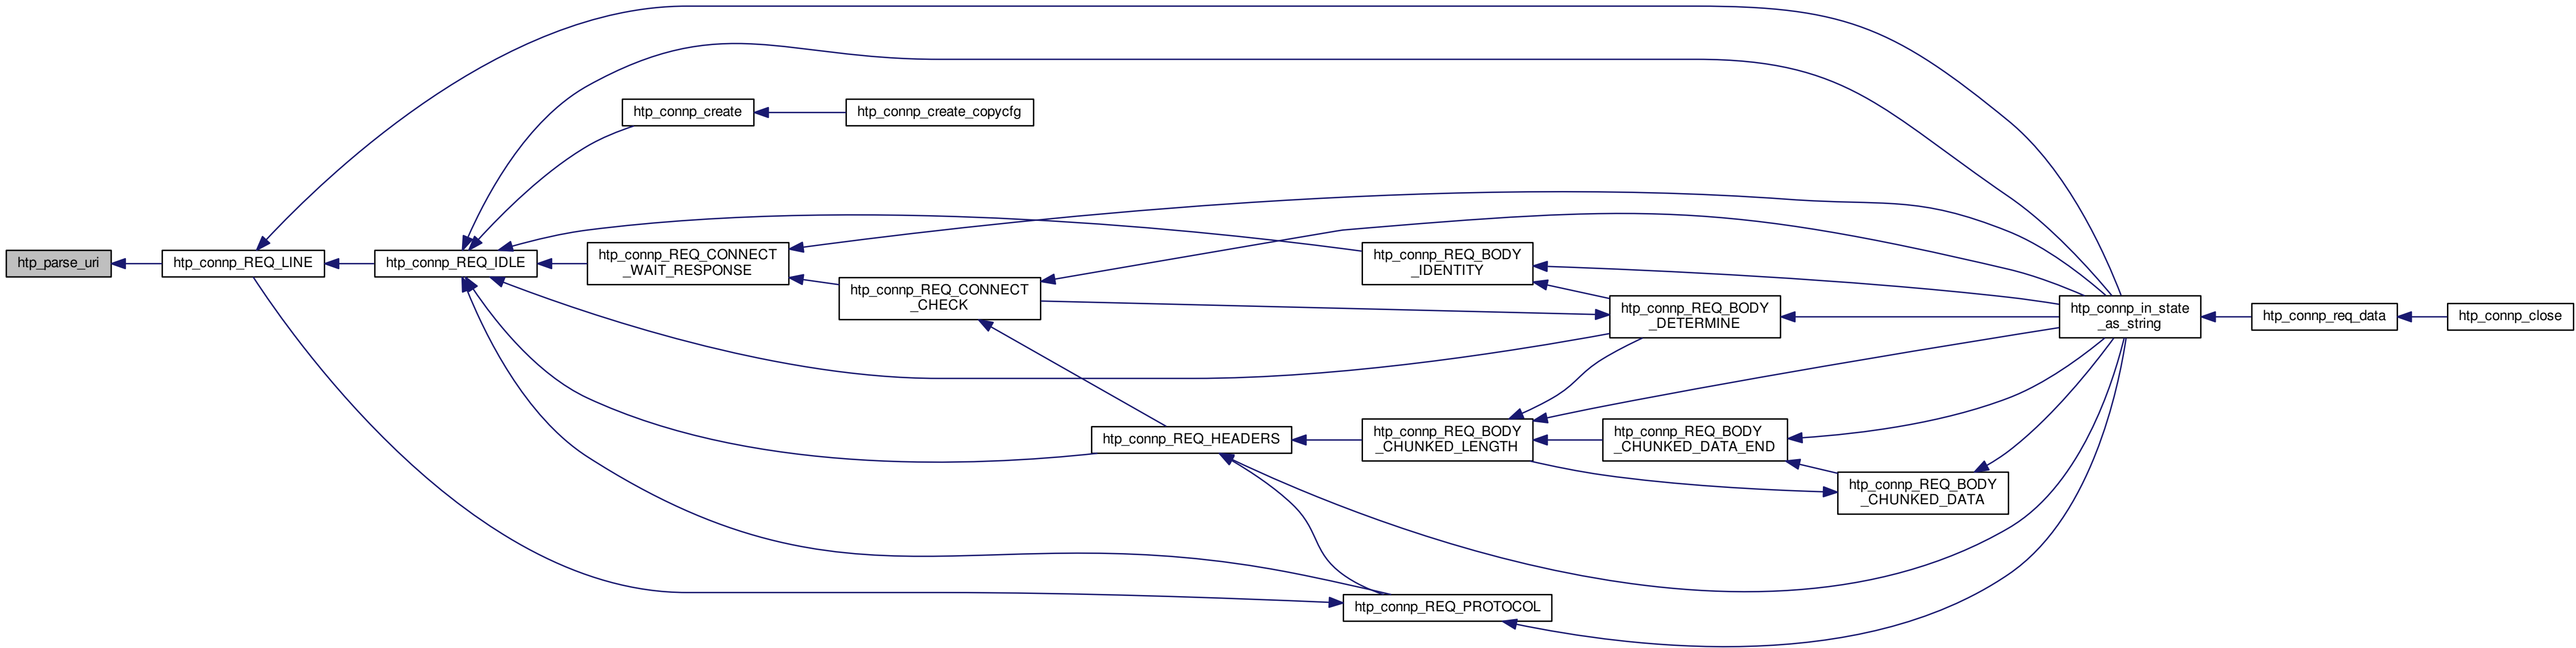 htp_parse_uri
htp_connp_REQ_LINE
htp_connp_REQ_IDLE
htp_connp_create
htp_connp_create_copycfg
htp_connp_REQ_CONNECT
_WAIT_RESPONSE
htp_connp_REQ_CONNECT
_CHECK
htp_connp_REQ_HEADERS
htp_connp_REQ_BODY
_IDENTITY
htp_connp_REQ_BODY
_DETERMINE
htp_connp_REQ_BODY
_CHUNKED_LENGTH
htp_connp_REQ_BODY
_CHUNKED_DATA_END
htp_connp_REQ_BODY
_CHUNKED_DATA
htp_connp_REQ_PROTOCOL
htp_connp_in_state
_as_string
htp_connp_req_data
htp_connp_close